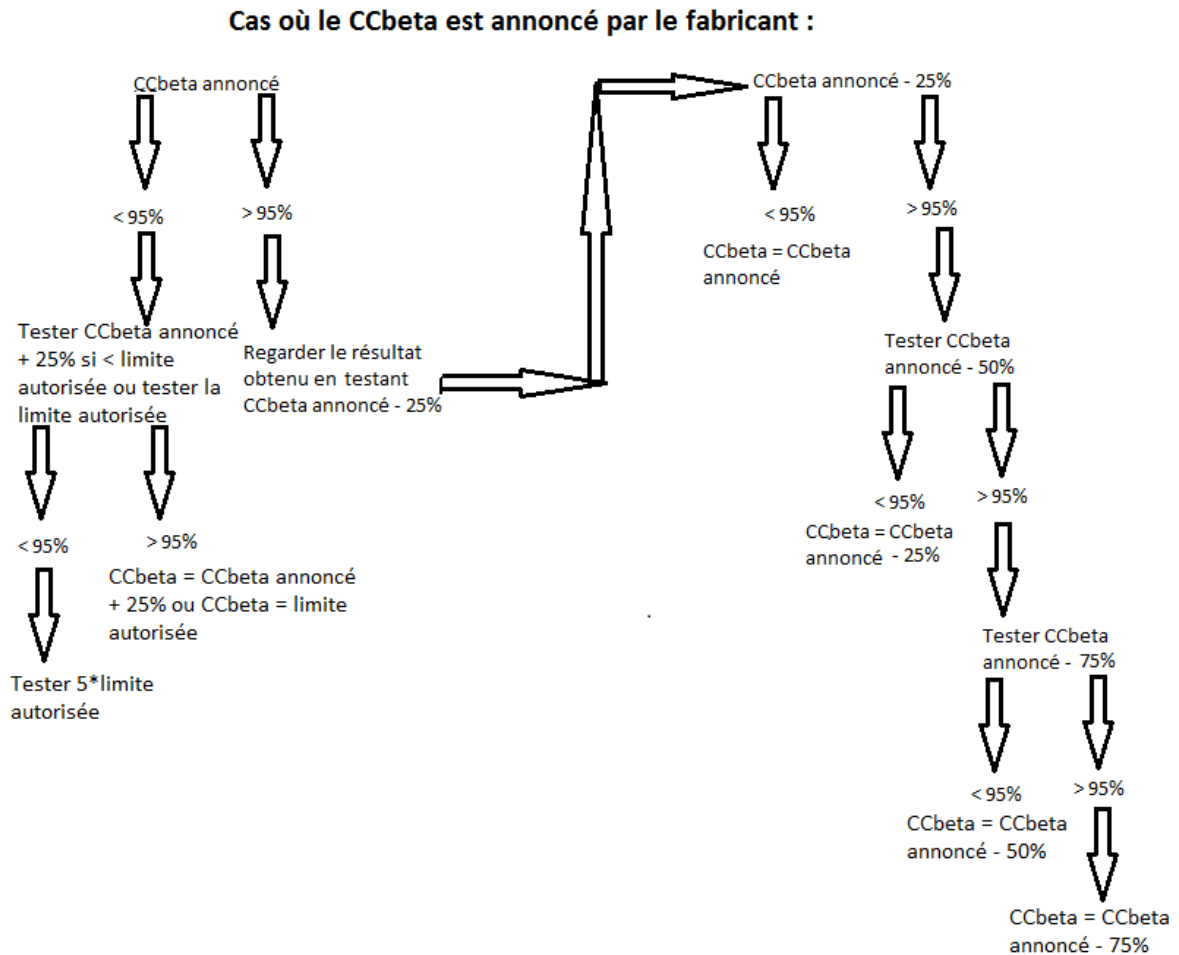 Cas où le CCbeta est annoncé par le fabricant :
CCbeta annoncé
< 95%
> 95%
Tester CCbeta annoncé
+ 25% si < limite
autorisée ou tester la
limite autorisée
Regarder le résultat
obtenu en testant
CCbeta annoncé - 25%
< 95%
> 95%
CCbeta = CCbeta annoncé
+ 25% ou CCbeta = limite
autorisée
Tester 5*limite
autorisée
CCbeta annoncé - 25%
< 95%
> 95%
CCbeta = CCbeta
annoncé
Tester CCbeta
annoncé - 50%
< 95%
> 95%
CCbeta = CCbeta
annoncé - 25%
Tester CCbeta
annoncé - 75%
< 95%
> 95%
CCbeta = CCbeta
annoncé - 50%
CCbeta = CCbeta
annoncé - 75%